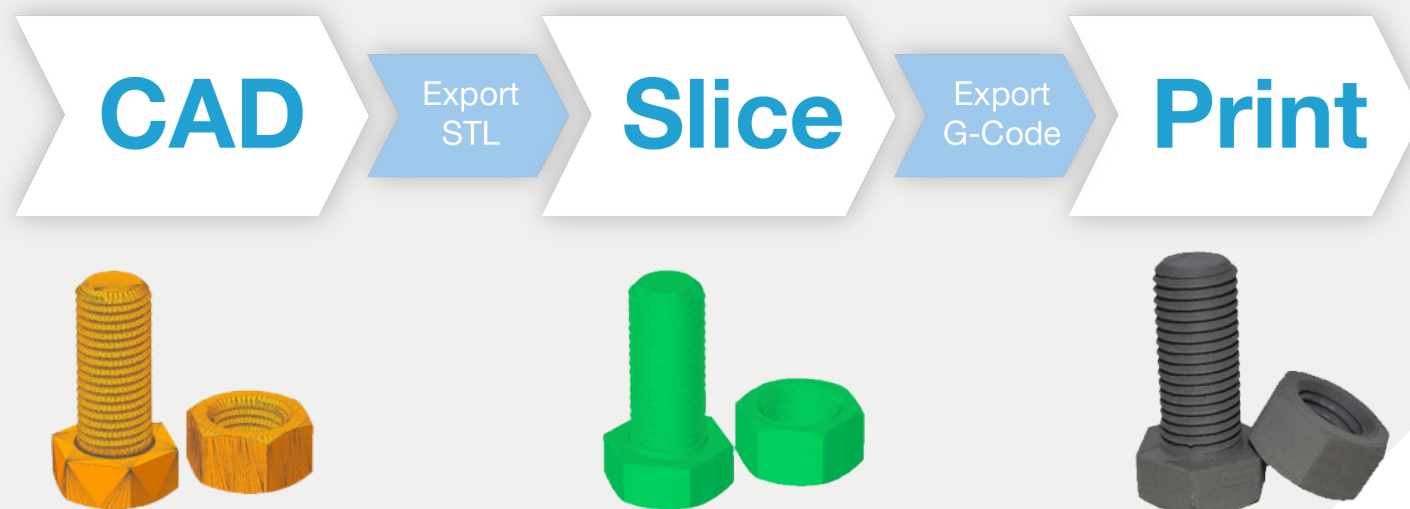 CAD
Export
STL
Slice
Export
G-Code
Print